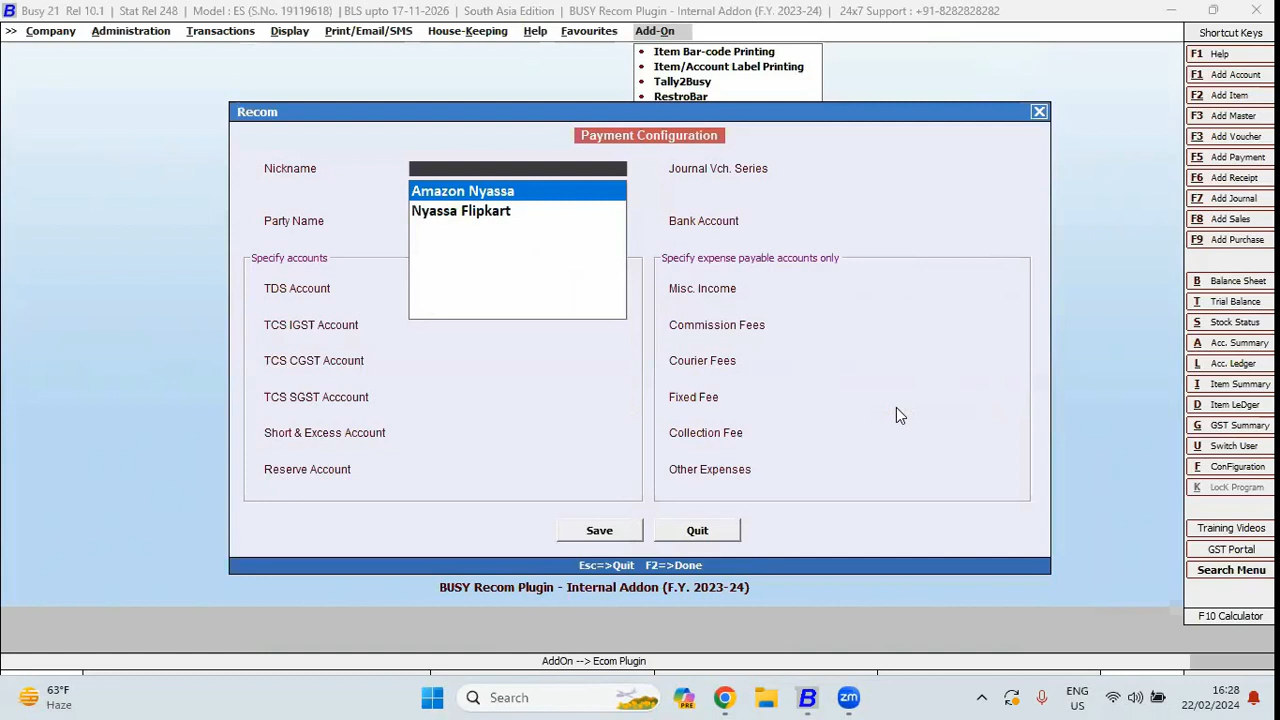 Busy 21 Rel 10.1 | Stat Rel 248 | Model : ES (S.No. 19119618) |BLS upto 17-11-2026 | South Asia Edition | BUSY Recom Plugin - Internal Addon (F.Y. 2023-24) | 24x7 Support : +91-8282828282
>> Company Administration Transactions Display Print/Email/SMS House-Keeping Help Favourites Add-On
Shortcut Keys
Item Bar-code Printing
Item/Account Label Printing
Tally2Busy
RestroBar
Recom
Payment Configuration
Nickname
Amazon Nyassa
Nyassa Flipkart
Journal Vch. Series
Party Name
Bank Account
Specify accounts
TDS Account
TCS IGST Account
TCS CGST Account
TCS SGST Acccount
Short & Excess Account
Reserve Account
Specify expense payable accounts only
Misc. Income
Commission Fees
Courier Fees
Fixed Fee
Collection Fee
Other Expenses
Save Quit
Esc=>Quit F2=>Done
BUSY Recom Plugin - Internal Addon (F.Y. 2023-24)
AddOn --> Ecom Plugin
F1 Help
F1 Add Account
F2 Add Item
F3 Add Master
F3 Add Voucher
F5 Add Payment
F6 Add Receipt
F7 Add Journal
F8 Add Sales
F9 Add Purchase
B Balance Sheet
T Trial Balance
S Stock Status
A Acc. Summary
L Acc. Ledger
I Item Summary
D Item LeDger
G GST Summary
U Switch User
F ConFiguration
K LocK Program
Training Videos
GST Portal
Search Menu
F10 Calculator
63°F
Haze
Search
PRE
zm
ENG
US
16:28
22/02/2024